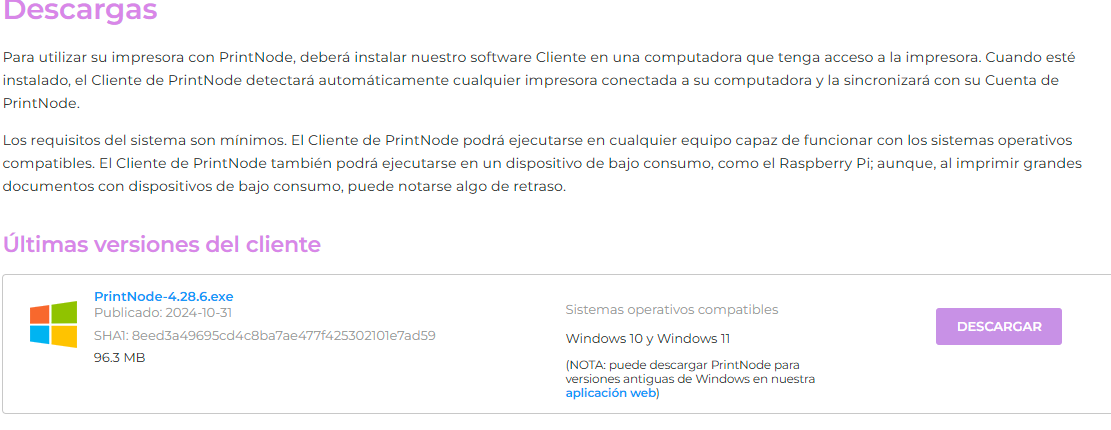 Descargas
Para utilizar su impresora con PrintNode, deberá instalar nuestro software Cliente en una computadora que tenga acceso a la impresora. Cuando esté
instalado, el Cliente de PrintNode detectará automáticamente cualquier impresora conectada a su computadora y la sincronizará con su Cuenta de
PrintNode.
Los requisitos del sistema son mínimos. El Cliente de PrintNode podrá ejecutarse en cualquier equipo capaz de funcionar con los sistemas operativos
compatibles. El Cliente de PrintNode también podrá ejecutarse en un dispositivo de bajo consumo, como el Raspberry Pi; aunque, al imprimir grandes
documentos con dispositivos de bajo consumo, puede notarse algo de retraso.
Últimas versiones del cliente
PrintNode-4.28.6.exe
Publicado: 2024-10-31
SHA1: 8eed3a49695cd4c8ba7ae477f425302101e7ad59
96.3 MB
Sistemas operativos compatibles
Windows 10 y Windows 11
(NOTA: puede descargar PrintNode para
versiones antiguas de Windows en nuestra
aplicación web)
DESCARGAR